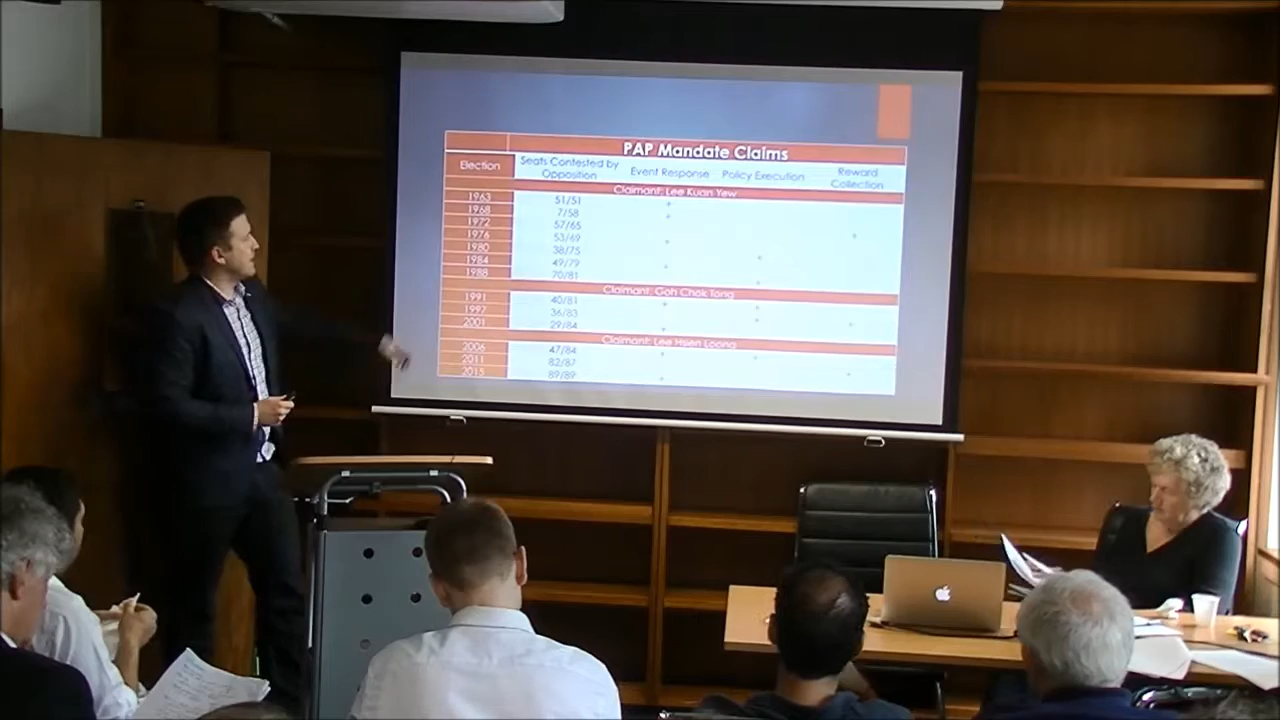 PAP Mandate Claims
Election Seats Contested by Opposition Event Response Policy Execution Reward Collection
Claimant: Lee Kuan Yew
1963 51/51 +
1968 7/58 +
1972 57/65
1976 53/69 +
1980 38/75 +
1984 49/79 + +
1988 70/81 +
Claimant: Goh Chok Tong
1991 40/81 + +
1997 36/83 + +
2001 29/84 + +
Claimant: Lee Hsien Loong
2006 47/84 + +
2011 82/87
2015 89/89 + +